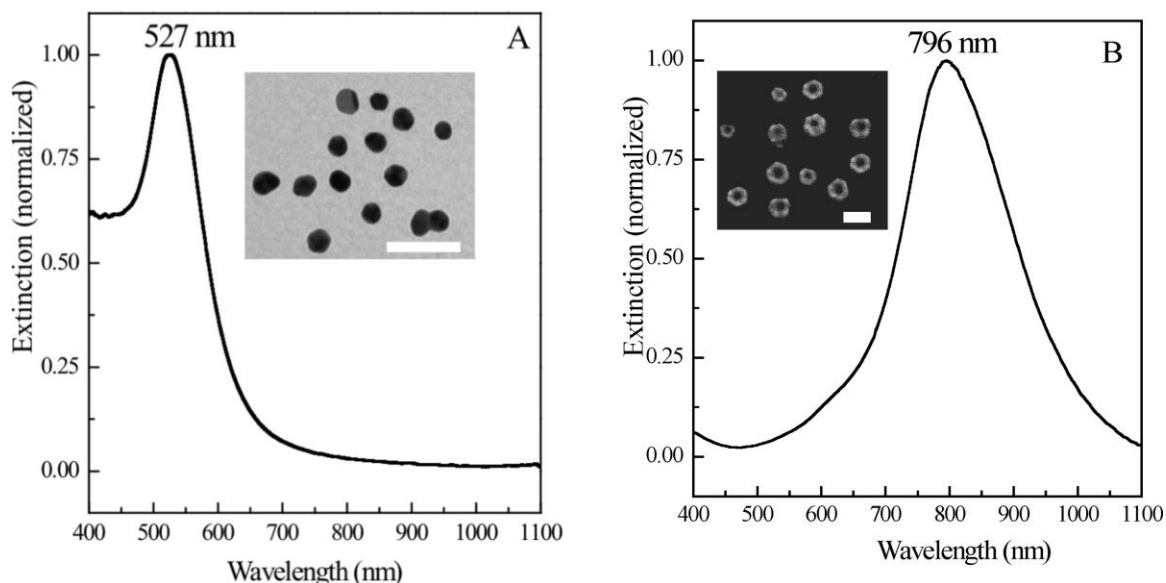 527 nm
A
1.00
0.75
0.50
0.25
0.00
Extinction (normalized)
400 500 600 700 800 900 1000 1100
Wavelength (nm)
796 nm
B
1.00
0.75
0.50
0.25
0.00
Extinction (normalized)
400 500 600 700 800 900 1000 1100
Wavelength (nm)